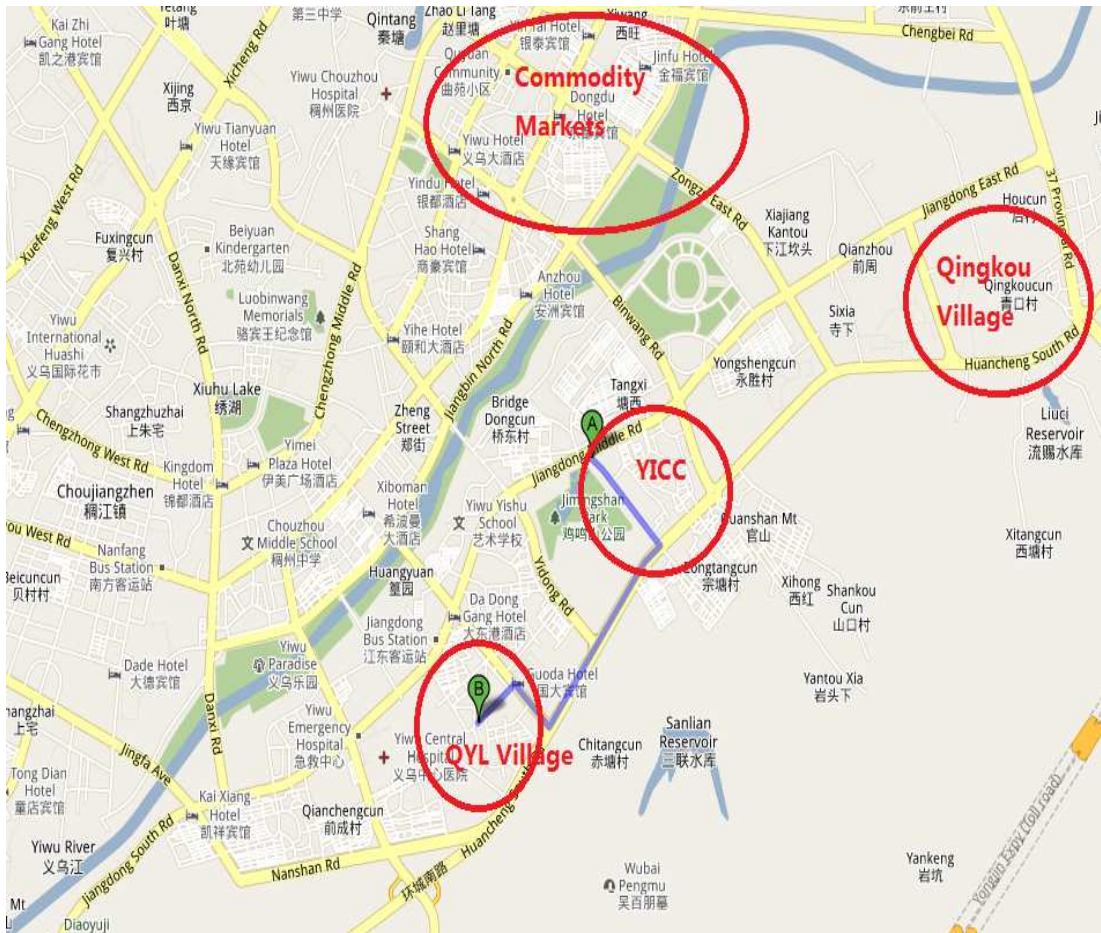 Yetang
叶塘
Kai Zhi
Gang Hotel
凯之港宾馆
Xicheng Rd
第三中学
Qintang
秦塘
Zhao Li Tang
赵里塘
Xin Tai Hotel
银泰宾馆
Xiwang
西旺
Chengbei Rd
Xijing
西京
Yiwu Chouzhou
Hospital
稠州医院
Quyuan
Community
曲苑小区
Jinfu Hotel
金福宾馆
Commodity
Markets
Dongdu
Hotel
Yiwu Tianyuan
Hotel
天缘宾馆
Yiwu Hotel
义乌大酒店
Yindu Hotel
银都酒店
Zongze East Rd
Jiangdong East Rd
37 Provincial Rd
Houcun
后村
Xuefeng West Rd
Fuxingcun
复兴村
Beiyuan
Kindergarten
北苑幼儿园
Shang
Hao Hotel
商豪宾馆
Xiajiang
Kantou
下江坎头
Qianzhou
前周
Qingkou
Village
Qingkoucun
青口村
Danxi North Rd
Luobinwang
Memorials
骆宾王纪念馆
Chengzhong Middle Rd
Anzhou
Hotel
安洲宾馆
Binwang Rd
Sixia
寺下
Yiwu
International
Huashi
义乌国际花市
Yihe Hotel
颐和大酒店
Jiangbin North Rd
Huancheng South Rd
Xiuhu Lake
绣湖
Yongshengcun
永胜村
Shangzhuzhai
上朱宅
Zheng
Street
郑街
Bridge
Dongcun
桥东村
Tangxi
塘西
A
Liuci
Reservoir
流赐水库
Chengzhong West Rd
Yimei
Plaza Hotel
伊美广场酒店
Jiangdong Middle Rd
YICC
Kingdom
Hotel
锦都酒店
Choujiangzhen
稠江镇
Xiboman
Hotel
希波曼
大酒店
Yiwu Yishu
School
艺术学校
Jimingshan
Park
鸡鸣山公园
Guanshan Mt
官山
Chouzhou
Middle School
稠州中学
Xitangcun
西塘村
ou West Rd
Nanfang
Bus Station
南方客运站
Beicuncun
贝村村
Huangyuan
篁园
Yidong Rd
Zongtangcun
宗塘村
Xihong
西红
Shankou
Cun
山口村
Da Dong
Gang Hotel
大东港酒店
Jiangdong
Bus Station
江东客运站
Dade Hotel
大德宾馆
Yiwu
Paradise
义乌乐园
B
Guoda Hotel
国大宾馆
Yantou Xia
岩头下
Danxi Rd
上宅
Yiwu
Emergency
Hospital
急救中心
Yiwu Central
Hospital
义乌中心医院
QYL Village
Chitangcun
赤塘村
Sanlian
Reservoir
三联水库
Jingfa Ave
Tong Dian
Hotel
童店宾馆
Kai Xiang
Hotel
凯祥宾馆
Qianchengcun
前成村
Huancheng South Rd
Yiwu River
义乌江
Jiangdong South Rd
Nanshan Rd
环城南路
Wubai
Pengmu
吴百朋墓
Yankeng
岩坑
Yongjin Expy (Toll road)
Mt
Diaoyuji